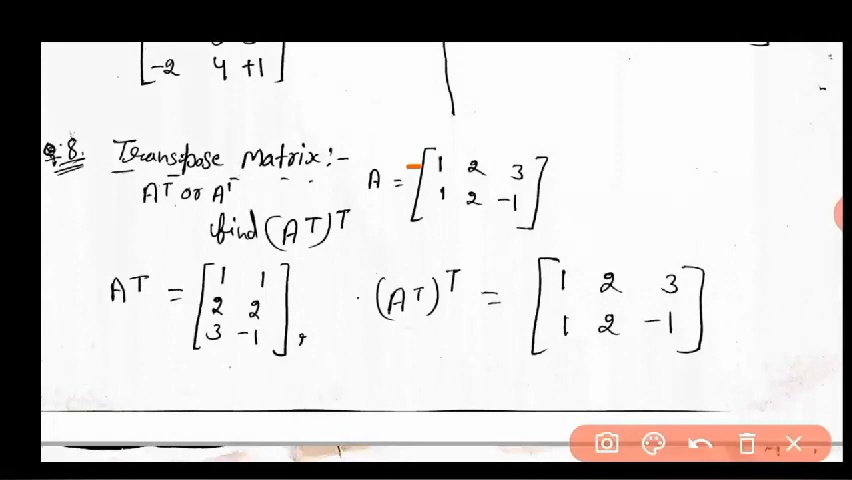 -2 4 +1
Q.8. Transpose Matrix:-
A = [1 2 3
1 2 -1]
Aᵀ or Aᵀ
find (Aᵀ)ᵀ
Aᵀ = [1 1
2 2
3 -1],
(Aᵀ)ᵀ = [1 2 3
1 2 -1]